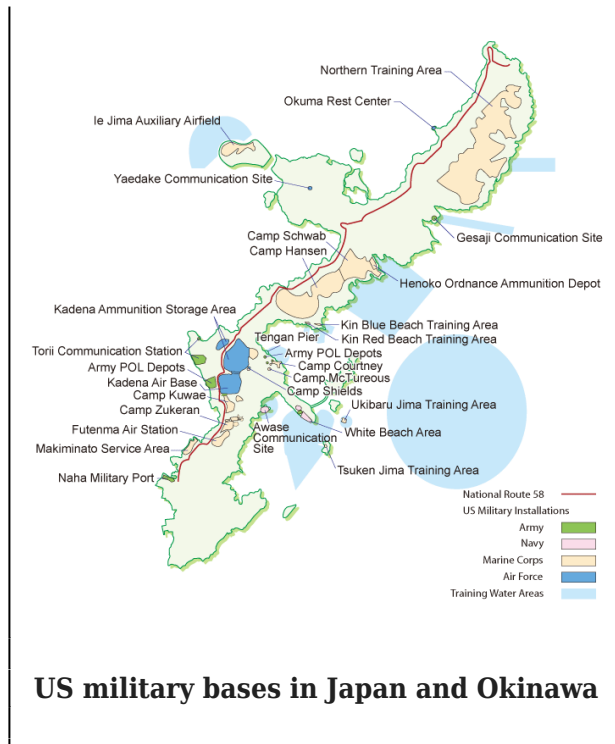 Northern Training Area
Okuma Rest Center
Ie Jima Auxiliary Airfield
Yaedake Communication Site
Gesaji Communication Site
Camp Schwab
Camp Hansen
Henoko Ordnance Ammunition Depot
Kadena Ammunition Storage Area
Kin Blue Beach Training Area
Tengan Pier
Kin Red Beach Training Area
Torii Communication Station
Army POL Depots
Army POL Depots
Camp Courtney
Kadena Air Base
Camp McTureous
Camp Shields
Camp Kuwae
Ukibaru Jima Training Area
Camp Zukeran
Futenma Air Station
Awase
Communication
Site
White Beach Area
Makiminato Service Area
Tsuken Jima Training Area
Naha Military Port
National Route 58
US Military Installations
Army
Navy
Marine Corps
Air Force
Training Water Areas
US military bases in Japan and Okinawa